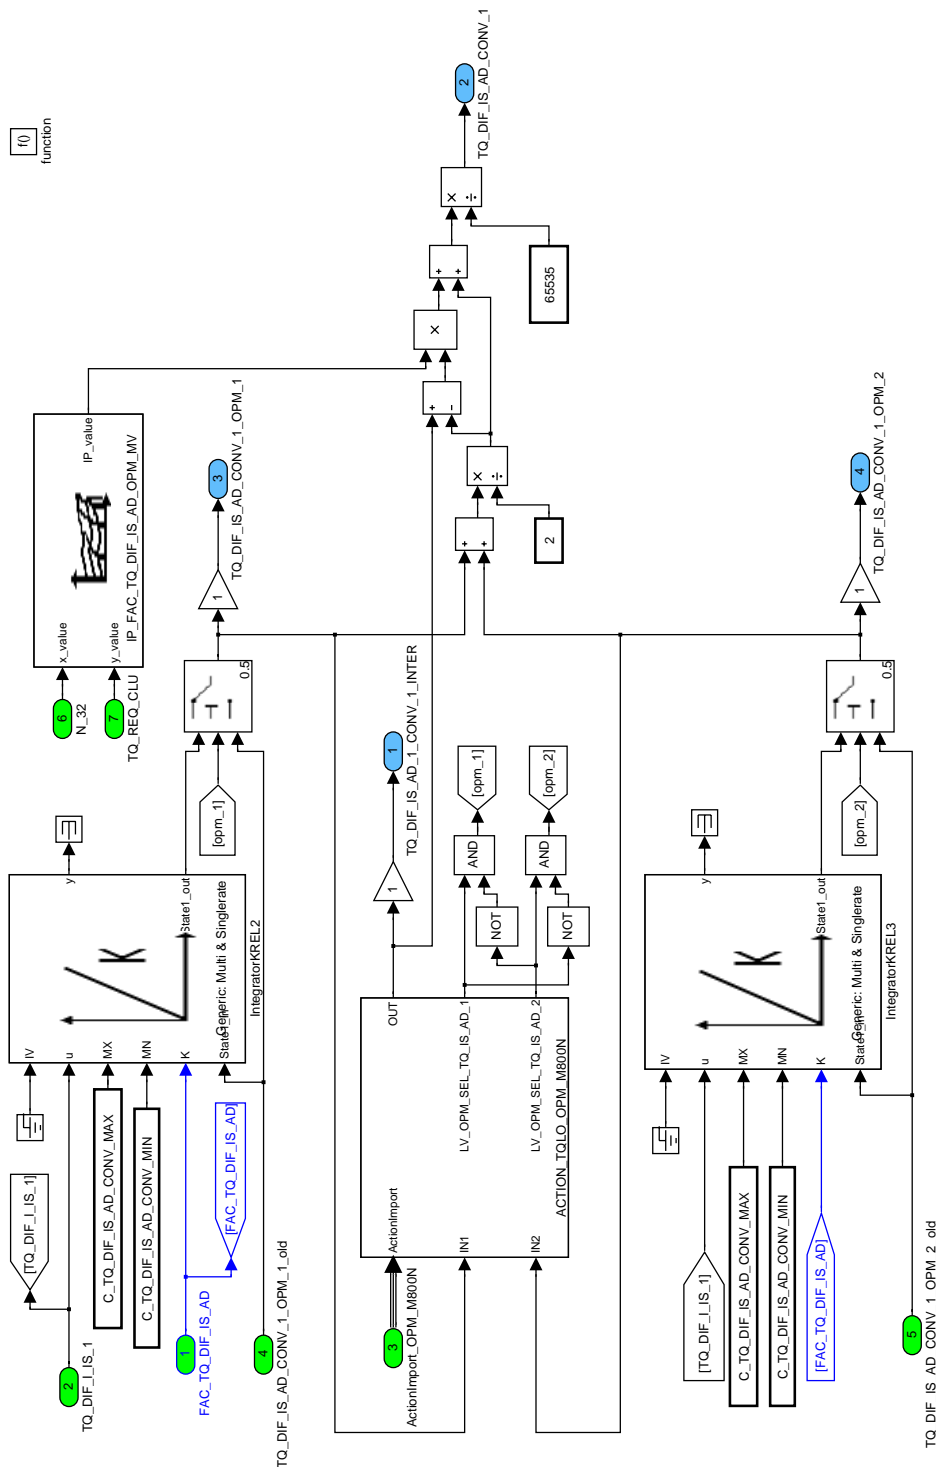 f()
function
TQ_DIF_IS_AD_CONV_1
2
x_value
y_value
IP_value
IP_FAC_TQ_DIF_IS_AD_OPM_MV
6
N_32
7
TQ_REQ_CLU
65535
×
÷
+
+
×
+
-
×
÷
+
+
2
3
TQ_DIF_IS_AD_CONV_1_OPM_1
1
0.5
[opm_1]
IV
u
MX
MN
K
State1_in
y
State1_out
K
Generic: Multi & Singlerate
IntegratorKREL2
[TQ_DIF_I_IS_1]
2
TQ_DIF_I_IS_1
C_TQ_DIF_IS_AD_CONV_MAX
C_TQ_DIF_IS_AD_CONV_MIN
1
FAC_TQ_DIF_IS_AD
[FAC_TQ_DIF_IS_AD]
4
TQ_DIF_IS_AD_CONV_1_OPM_1_old
1
TQ_DIF_IS_AD_1_CONV_1_INTER
1
[opm_1]
[opm_2]
AND
AND
NOT
NOT
ActionImport
IN1
IN2
OUT
LV_OPM_SEL_TQ_IS_AD_1
LV_OPM_SEL_TQ_IS_AD_2
ACTION_TQLO_OPM_M800N
3
ActionImport_OPM_M800N
4
TQ_DIF_IS_AD_CONV_1_OPM_2
1
0.5
[opm_2]
IV
u
MX
MN
K
State1_in
y
State1_out
K
Generic: Multi & Singlerate
IntegratorKREL3
[TQ_DIF_I_IS_1]
C_TQ_DIF_IS_AD_CONV_MAX
C_TQ_DIF_IS_AD_CONV_MIN
[FAC_TQ_DIF_IS_AD]
5
TQ_DIF_IS_AD_CONV_1_OPM_2_old